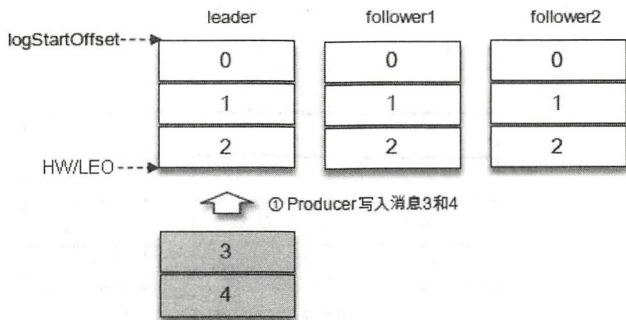 leader follower1 follower2
logStartOffset
0 0 0
1 1 1
2 2 2
HW/LEO
① Producer写入消息3和4
3
4